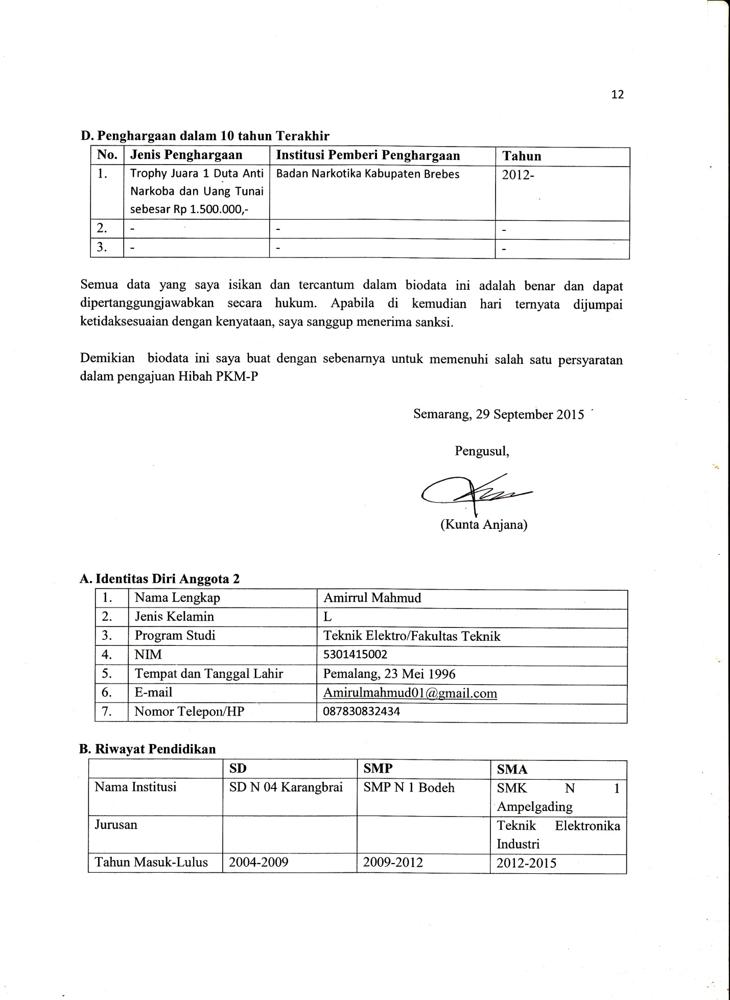 12
D. Penghargaan dalam 10 tahun Terakhir
No. Jenis Penghargaan Institusi Pemberi Penghargaan Tahun
1. Trophy Juara 1 Duta Anti Badan Narkotika Kabupaten Brebes 2012-
Narkoba dan Uang Tunai
sebesar Rp 1.500.000,-
2. - - -
3. - - -
Semua data yang saya isikan dan tercantum dalam biodata ini adalah benar dan dapat
dipertanggungjawabkan secara hukum. Apabila di kemudian hari ternyata dijumpai
ketidaksesuaian dengan kenyataan, saya sanggup menerima sanksi.
Demikian biodata ini saya buat dengan sebenarnya untuk memenuhi salah satu persyaratan
dalam pengajuan Hibah PKM-P
Semarang, 29 September 2015
Pengusul,
(Kunta Anjana)
A. Identitas Diri Anggota 2
1. Nama Lengkap Amirrul Mahmud
2. Jenis Kelamin L
3. Program Studi Teknik Elektro/Fakultas Teknik
4. NIM 5301415002
5. Tempat dan Tanggal Lahir Pemalang, 23 Mei 1996
6. E-mail Amirulmahmud01@gmail.com
7. Nomor Telepon/HP 087830832434
B. Riwayat Pendidikan
SD SMP SMA
Nama Institusi SD N 04 Karangbrai SMP N 1 Bodeh SMK N 1
Ampelgading
Jurusan Teknik Elektronika
Industri
Tahun Masuk-Lulus 2004-2009 2009-2012 2012-2015